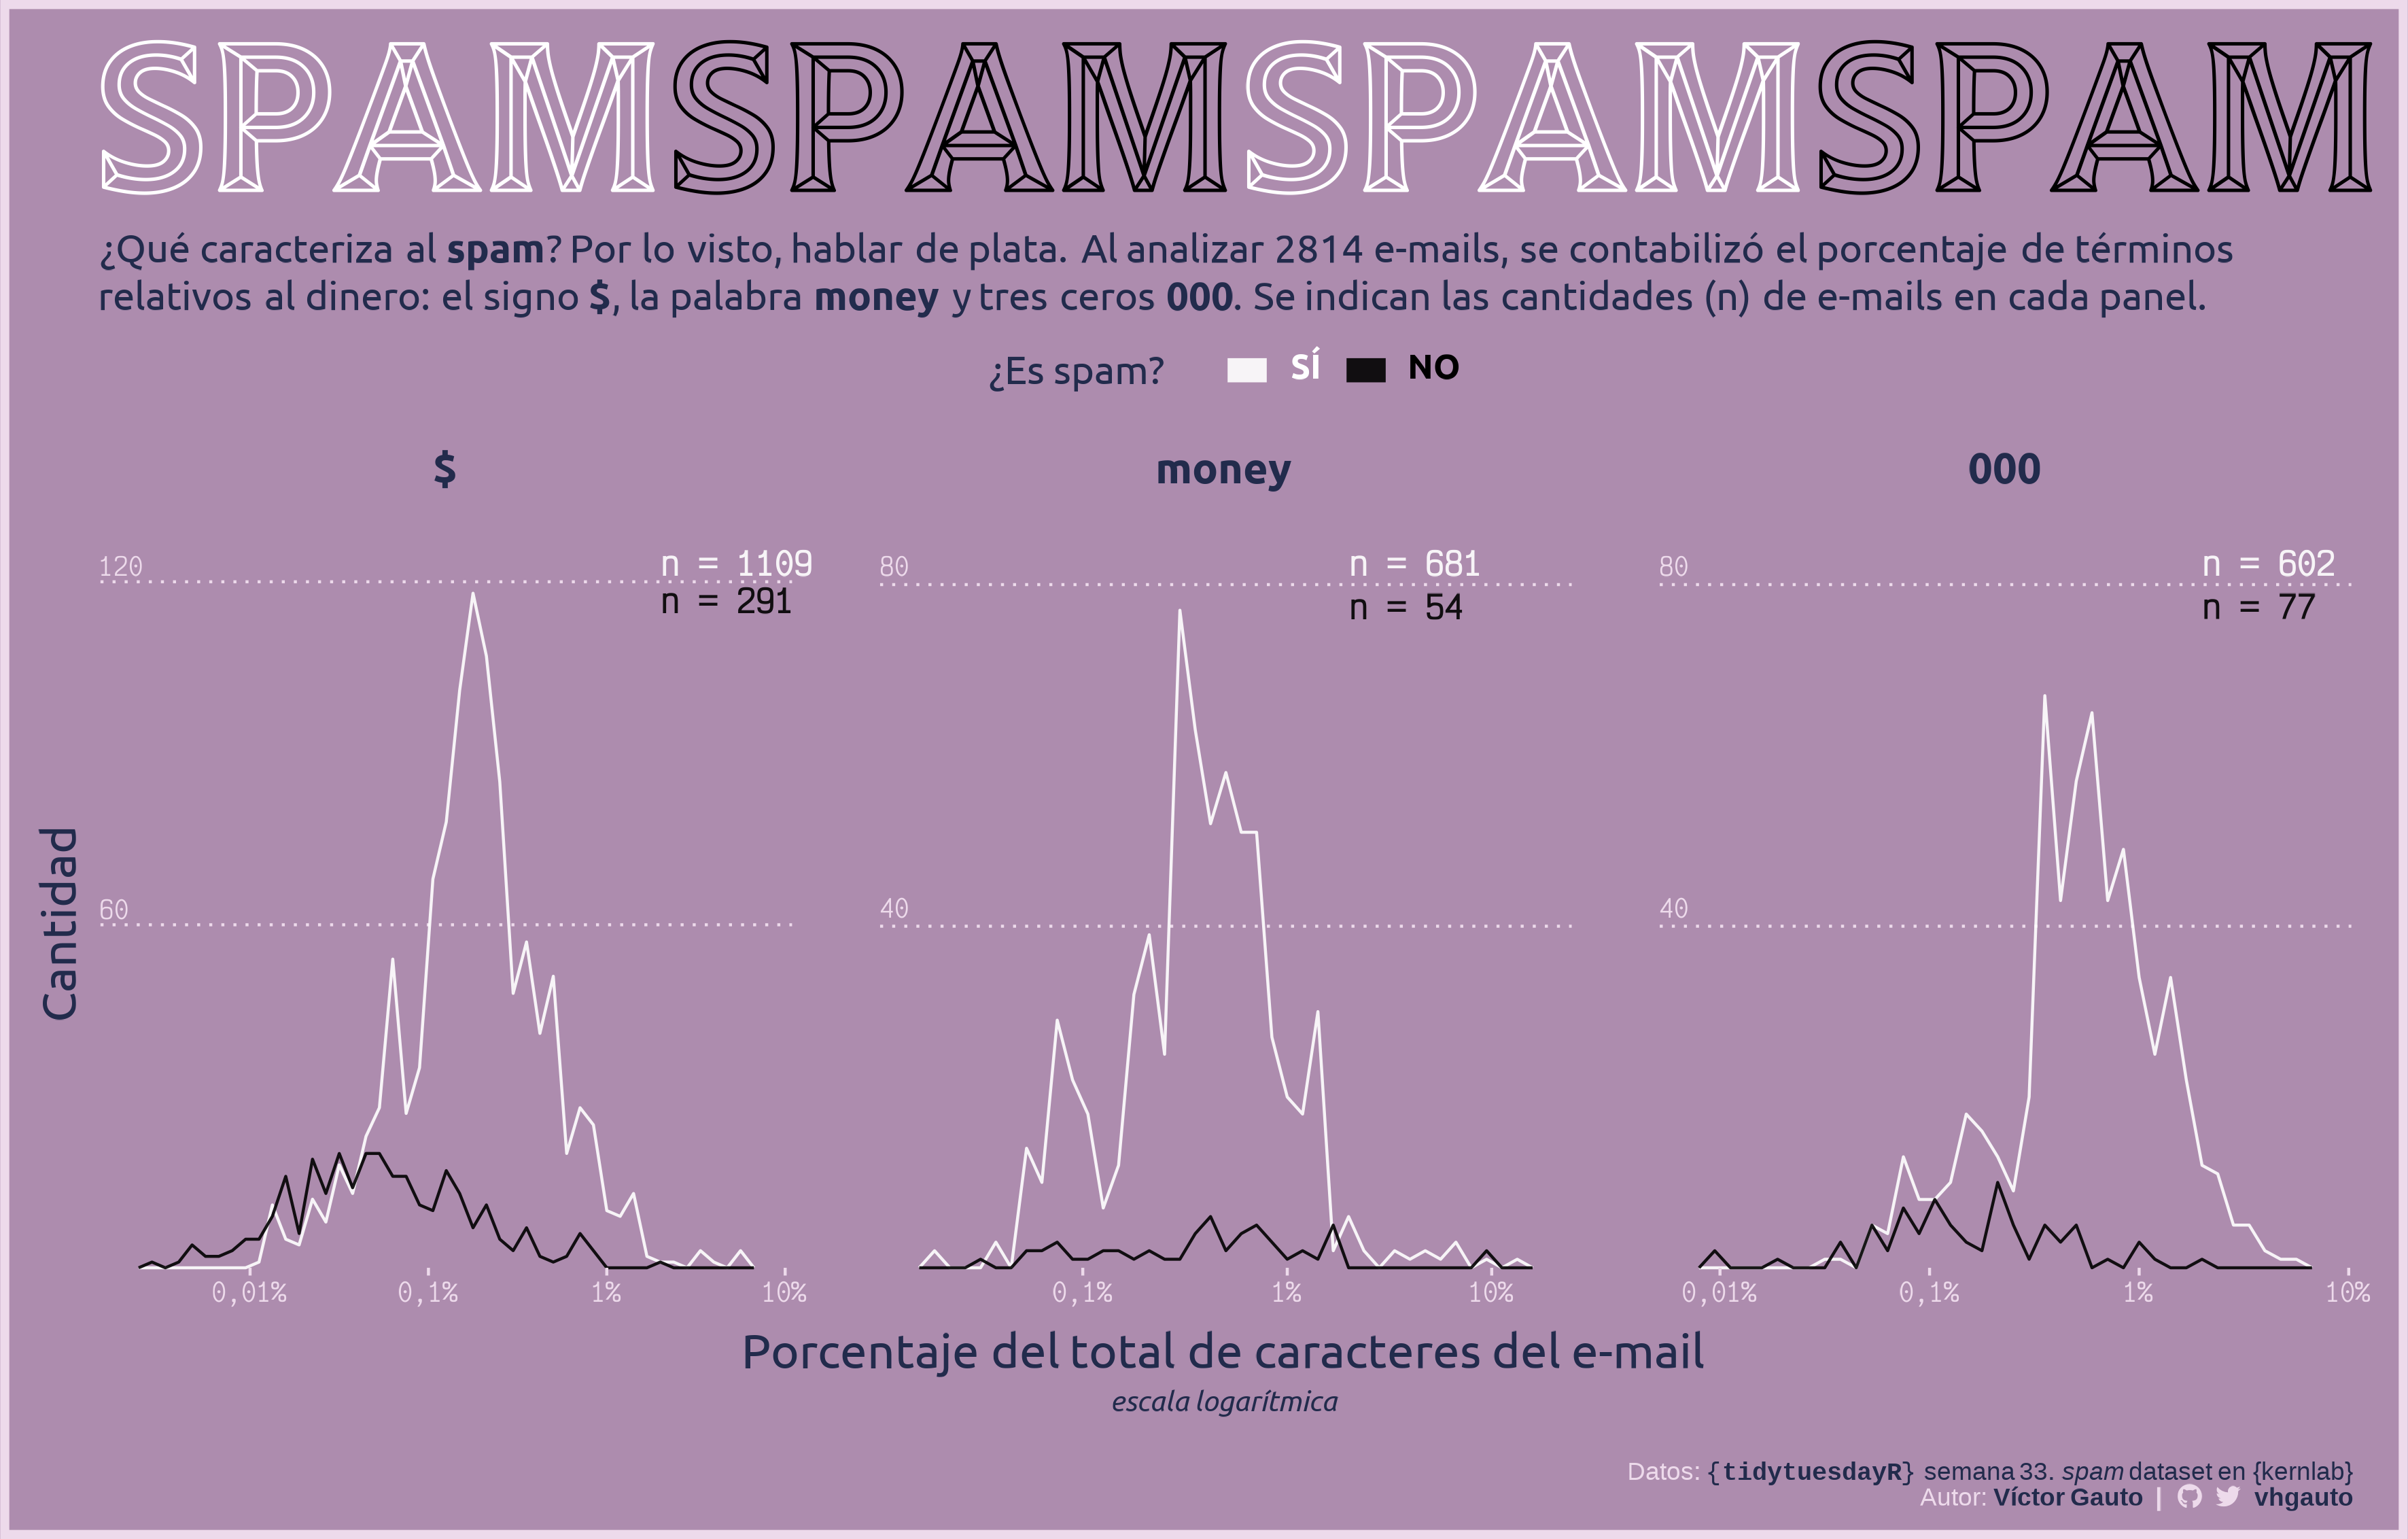 SPAMSPAMSPAMSPAM
¿Qué caracteriza al spam? Por lo visto, hablar de plata. Al analizar 2814 e-mails, se contabilizó el porcentaje de términos
relativos al dinero: el signo $, la palabra money y tres ceros 000. Se indican las cantidades (n) de e-mails en cada panel.
¿Es spam? SÍ NO
$ money 000
120 n = 1109 80 n = 681 80 n = 602
n = 291 n = 54 n = 77
Cantidad
60 40 40
0,01% 0,1% 1% 10% 0,1% 1% 10% 0,01% 0,1% 1% 10%
Porcentaje del total de caracteres del e-mail
escala logarítmica
Datos: {tidytuesdayR} semana 33. spam dataset en {kernlab}
Autor: Víctor Gauto | vhgauto